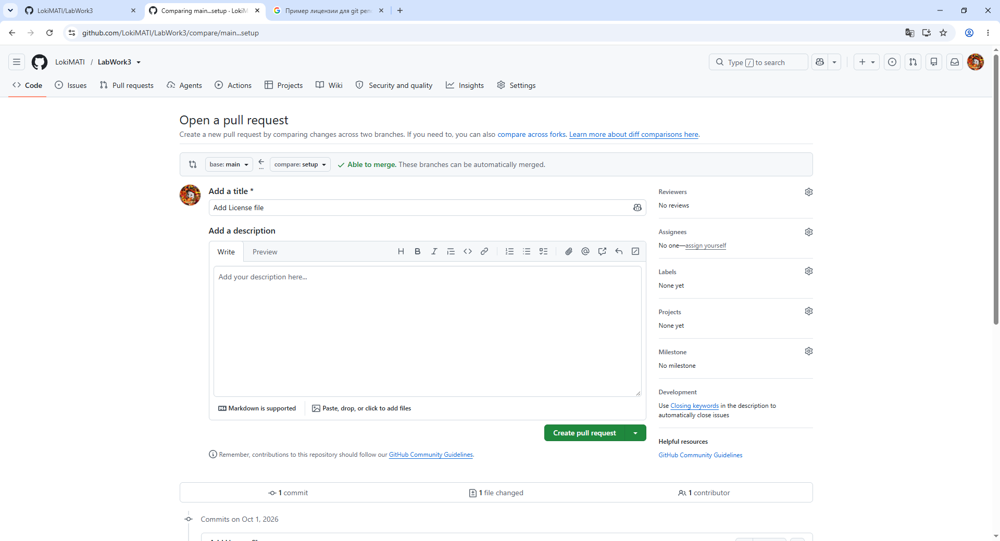 LokiMATI/LabWork3
Comparing main...setup · LokiM
Пример лицензии для git реп
github.com/LokiMATI/LabWork3/compare/main...setup
LokiMATI / LabWork3
Type / to search
Code
Issues
Pull requests
Agents
Actions
Projects
Wiki
Security and quality
Insights
Settings
Open a pull request
Create a new pull request by comparing changes across two branches. If you need to, you can also compare across forks. Learn more about diff comparisons here.
base: main
...
compare: setup
Able to merge. These branches can be automatically merged.
Add a title *
Add License file
Add a description
Write
Preview
Add your description here...
Markdown is supported
Paste, drop, or click to add files
Create pull request
Remember, contributions to this repository should follow our GitHub Community Guidelines.
Reviewers
No reviews
Assignees
No one—assign yourself
Labels
None yet
Projects
None yet
Milestone
No milestone
Development
Use Closing keywords in the description to
automatically close issues
Helpful resources
GitHub Community Guidelines
1 commit
1 file changed
1 contributor
Commits on Oct 1, 2026